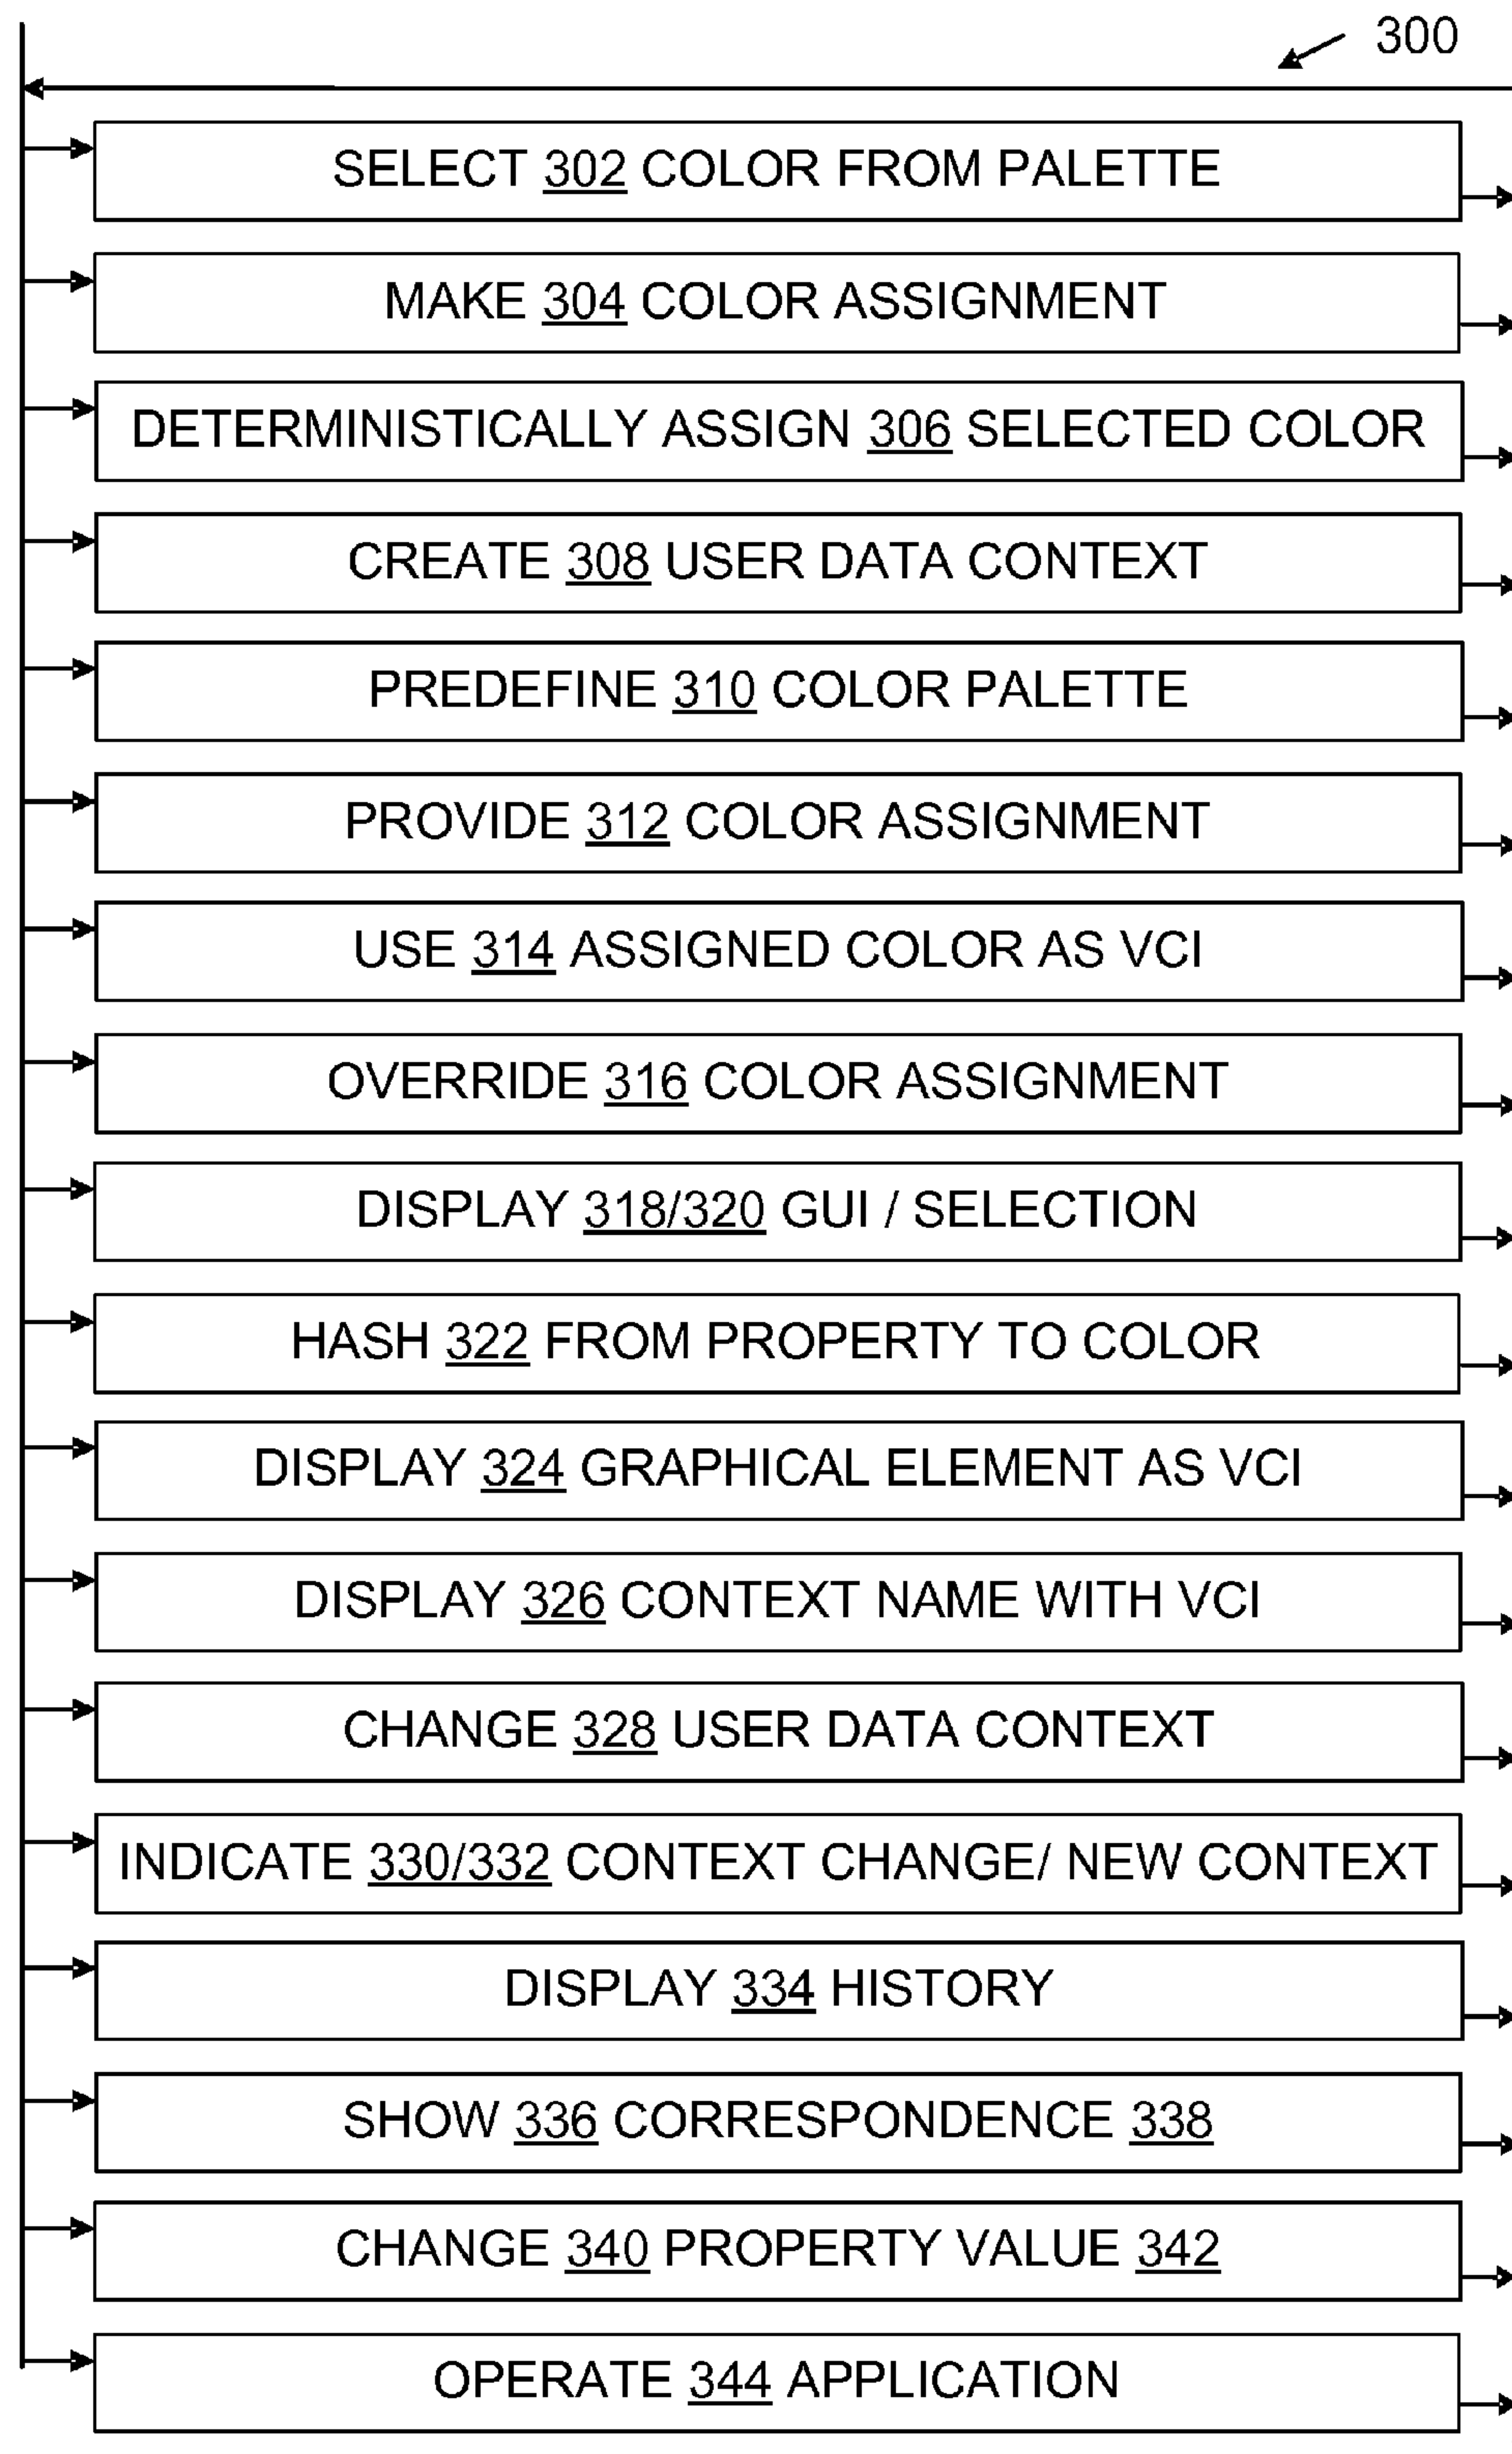 300
SELECT 302 COLOR FROM PALETTE
MAKE 304 COLOR ASSIGNMENT
DETERMINISTICALLY ASSIGN 306 SELECTED COLOR
CREATE 308 USER DATA CONTEXT
PREDEFINE 310 COLOR PALETTE
PROVIDE 312 COLOR ASSIGNMENT
USE 314 ASSIGNED COLOR AS VCI
OVERRIDE 316 COLOR ASSIGNMENT
DISPLAY 318/320 GUI / SELECTION
HASH 322 FROM PROPERTY TO COLOR
DISPLAY 324 GRAPHICAL ELEMENT AS VCI
DISPLAY 326 CONTEXT NAME WITH VCI
CHANGE 328 USER DATA CONTEXT
INDICATE 330/332 CONTEXT CHANGE/ NEW CONTEXT
DISPLAY 334 HISTORY
SHOW 336 CORRESPONDENCE 338
CHANGE 340 PROPERTY VALUE 342
OPERATE 344 APPLICATION